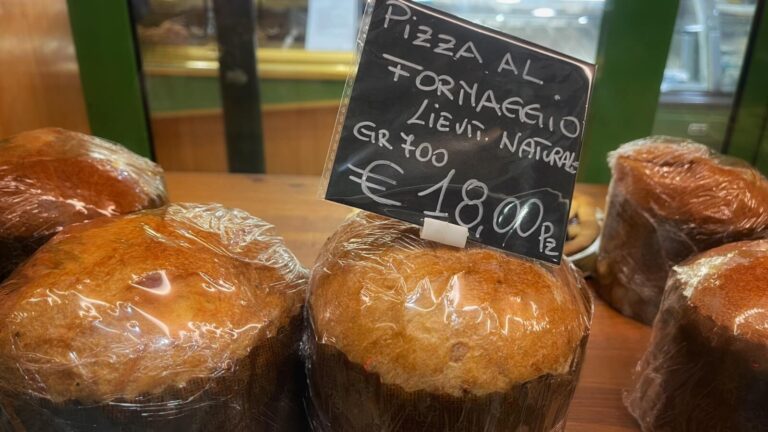 PIZZA AL
FORMAGGIO
LIEVIT. NATURALE
GR 700
€ 18,00 Pz